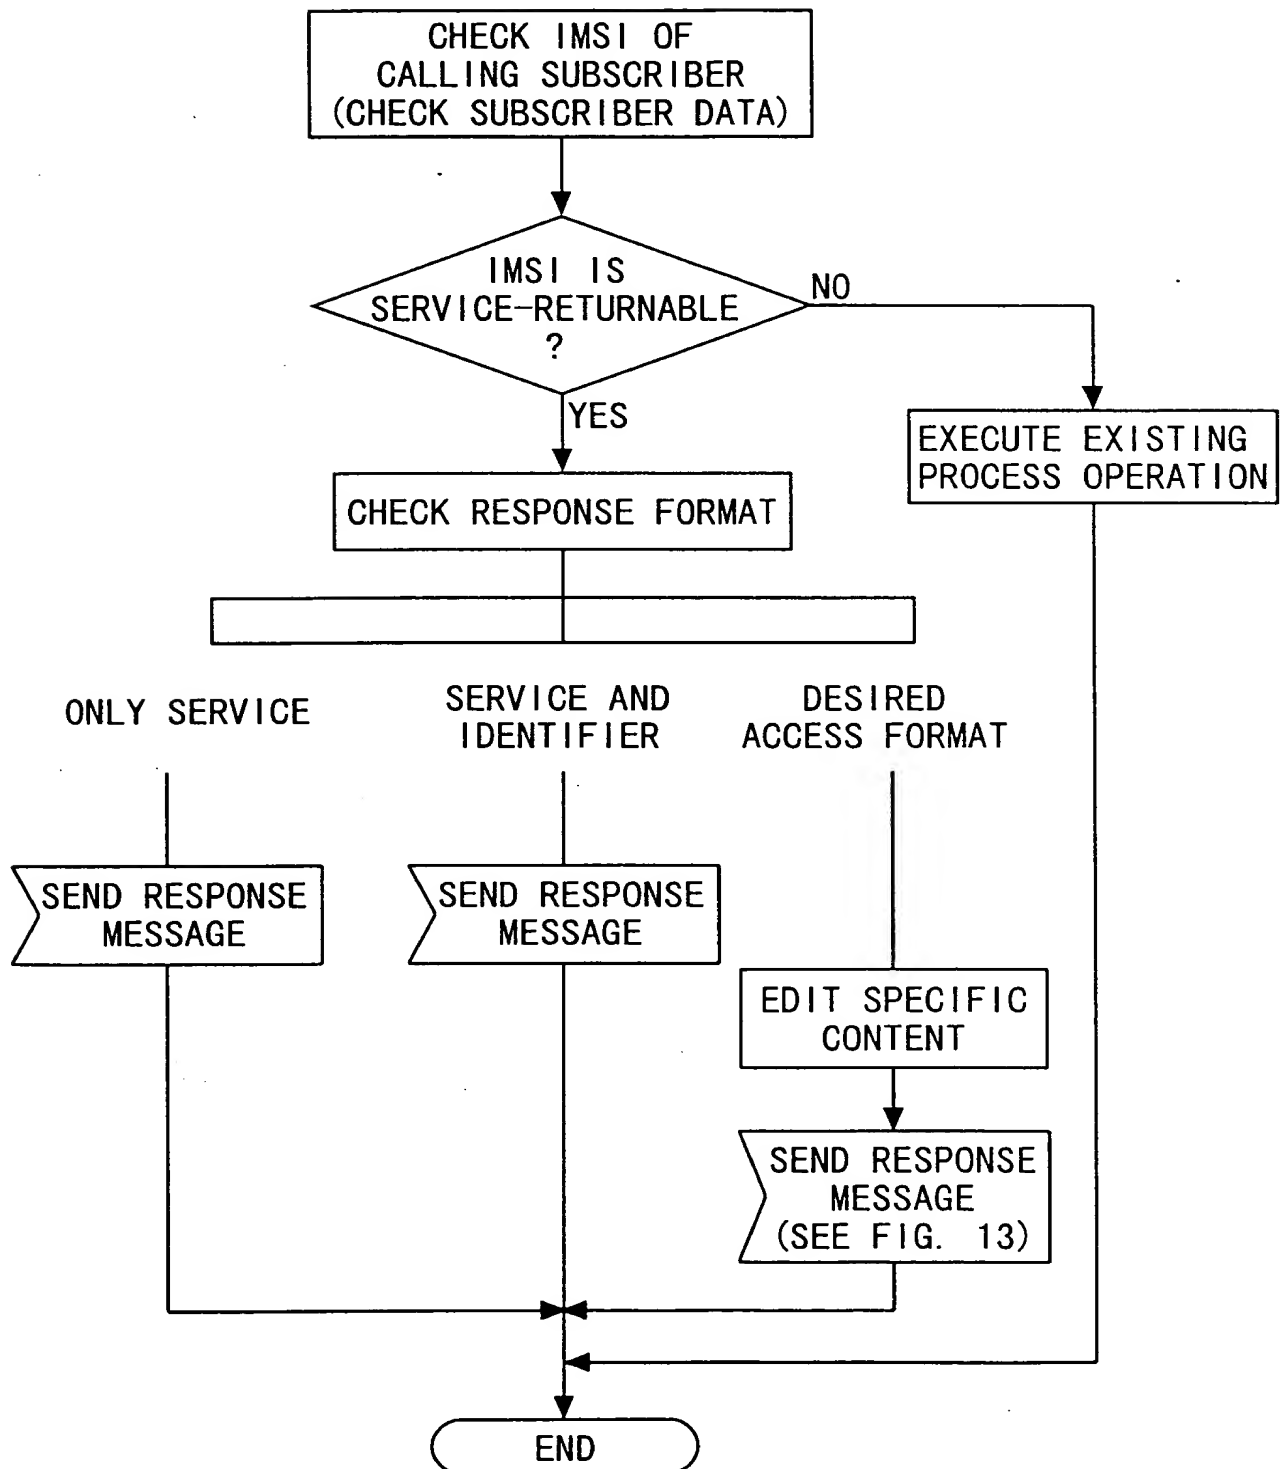 CHECK IMSI OF
CALLING SUBSCRIBER
(CHECK SUBSCRIBER DATA)
IMSI IS
SERVICE-RETURNABLE
?
NO
YES
EXECUTE EXISTING
PROCESS OPERATION
CHECK RESPONSE FORMAT
ONLY SERVICE
SERVICE AND
IDENTIFIER
DESIRED
ACCESS FORMAT
SEND RESPONSE
MESSAGE
SEND RESPONSE
MESSAGE
EDIT SPECIFIC
CONTENT
SEND RESPONSE
MESSAGE
(SEE FIG. 13)
END